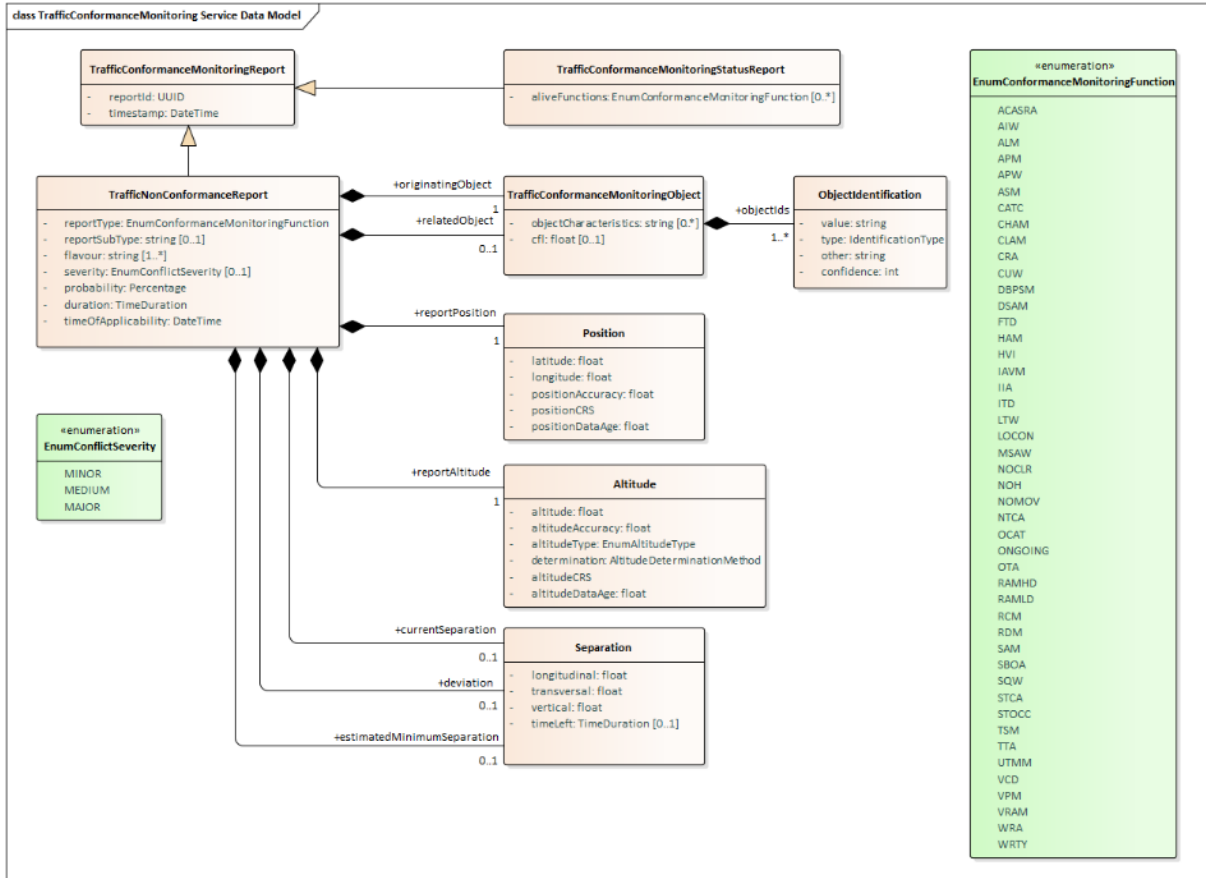 class TrafficConformanceMonitoring Service Data Model
TrafficConformanceMonitoringReport
- reportId: UUID
- timestamp: DateTime
TrafficConformanceMonitoringStatusReport
- aliveFunctions: EnumConformanceMonitoringFunction [0..*]
TrafficNonConformanceReport
- reportType: EnumConformanceMonitoringFunction
- reportSubType: string [0..1]
- flavour: string [1..*]
- severity: EnumConflictSeverity [0..1]
- probability: Percentage
- duration: TimeDuration
- timeOfApplicability: DateTime
+originatingObject
1
+relatedObject
0..1
TrafficConformanceMonitoringObject
- objectCharacteristics: string [0..*]
- cfl: float [0..1]
+objectIds
1..*
ObjectIdentification
- value: string
- type: IdentificationType
- other: string
- confidence: int
+reportPosition
1
Position
- latitude: float
- longitude: float
- positionAccuracy: float
- positionCRS
- positionDataAge: float
«enumeration»
EnumConflictSeverity
MINOR
MEDIUM
MAJOR
+reportAltitude
1
Altitude
- altitude: float
- altitudeAccuracy: float
- altitudeType: EnumAltitudeType
- determination: AltitudeDeterminationMethod
- altitudeCRS
- altitudeDataAge: float
+currentSeparation
0..1
+deviation
0..1
+estimatedMinimumSeparation
0..1
Separation
- longitudinal: float
- transversal: float
- vertical: float
- timeLeft: TimeDuration [0..1]
«enumeration»
EnumConformanceMonitoringFunction
ACASRA
AIW
ALM
APM
APW
ASM
CATC
CHAM
CLAM
CRA
CUW
DBPSM
DSAM
FTD
HAM
HVI
IAVM
IIA
ITD
LTW
LOCON
MSAW
NOCLR
NOH
NOMOV
NTCA
OCAT
ONGOING
OTA
RAMHD
RAMLD
RCM
RDM
SAM
SBOA
SQW
STCA
STOCC
TSM
TTA
UTMM
VCD
VPM
VRAM
WRA
WRTY